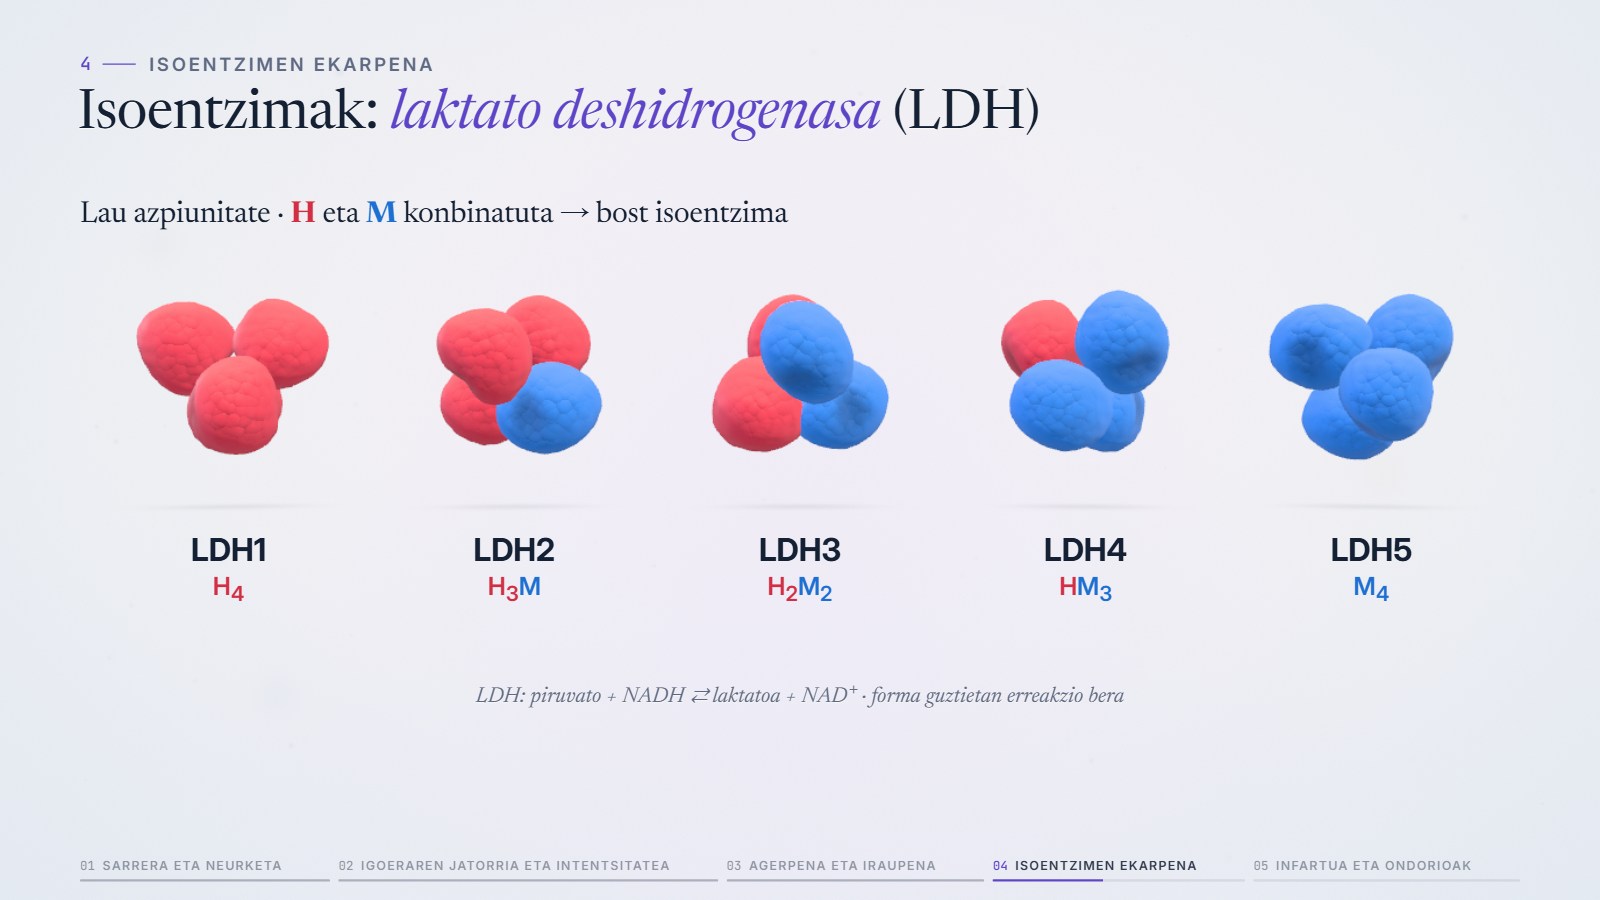 4 — ISOENTZIMEN EKARPENA
Isoentzimak: laktato deshidrogenasa (LDH)
Lau azpiunitate · H eta M konbinatuta → bost isoentzima
LDH1
H₄
LDH2
H₃M
LDH3
H₂M₂
LDH4
HM₃
LDH5
M₄
LDH: piruvato + NADH ⇄ laktatoa + NAD⁺ · forma guztietan erreakzio bera
01 SARRERA ETA NEURKETA
02 IGOERAREN JATORRIA ETA INTENTSITATEA
03 AGERPENA ETA IRAUPENA
04 ISOENTZIMEN EKARPENA
05 INFARTUA ETA ONDORIOAK